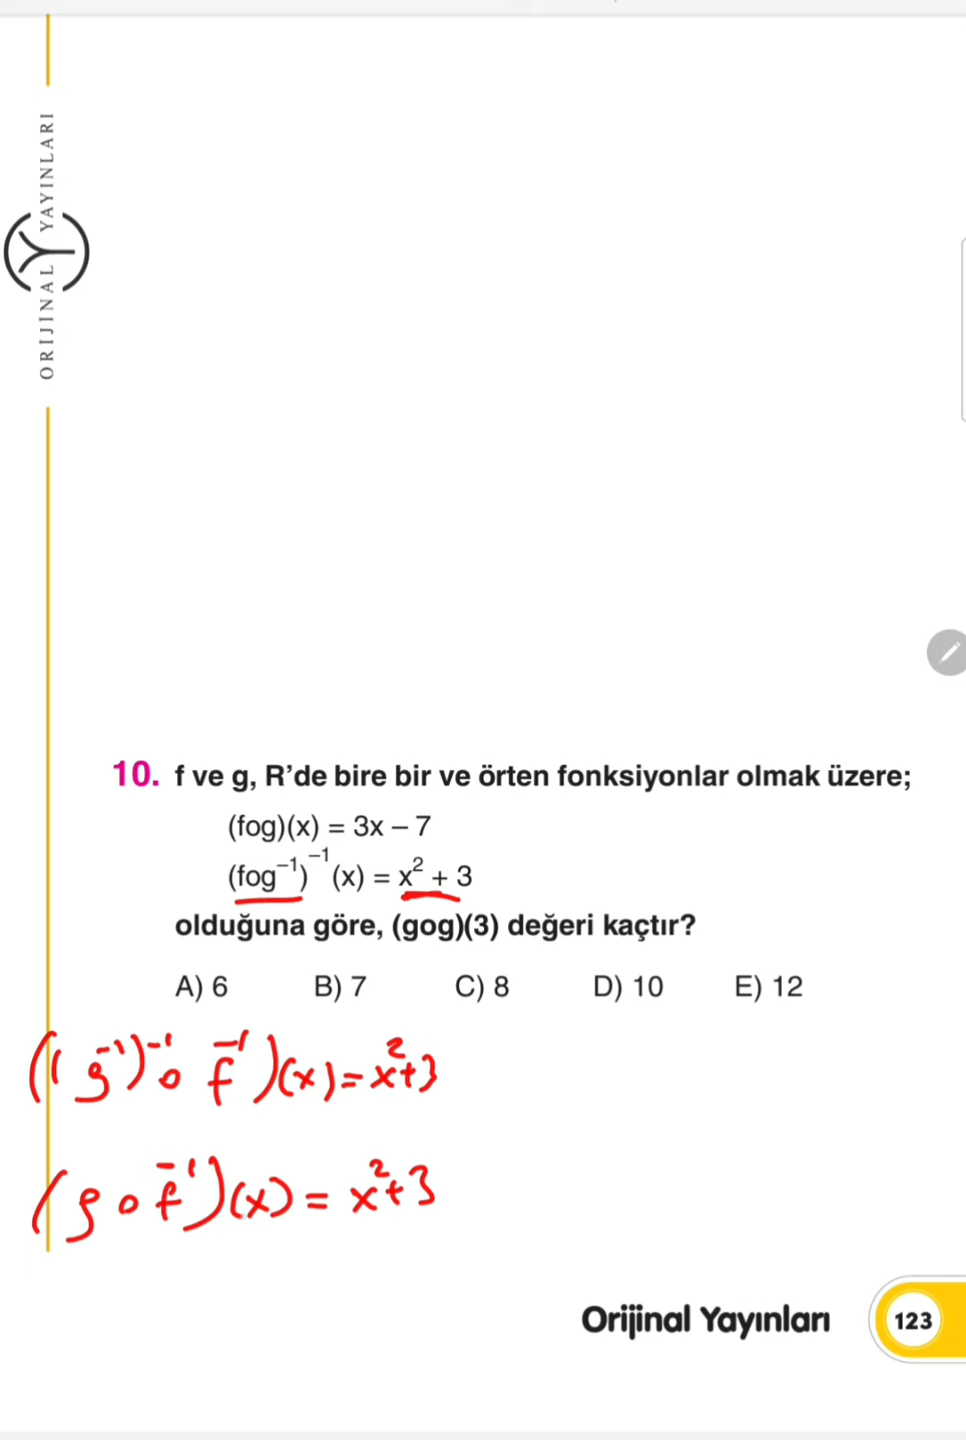 ORIJINAL YAYINLARI
10. f ve g, R’de bire bir ve örten fonksiyonlar olmak üzere;
(fog)(x) = 3x – 7
(fog⁻¹)⁻¹(x) = x² + 3
olduğuna göre, (gog)(3) değeri kaçtır?
A) 6 B) 7 C) 8 D) 10 E) 12
((g⁻¹)⁻¹o f⁻¹)(x)=x²+3
(g o f⁻¹)(x) = x²+3
Orijinal Yayınları 123